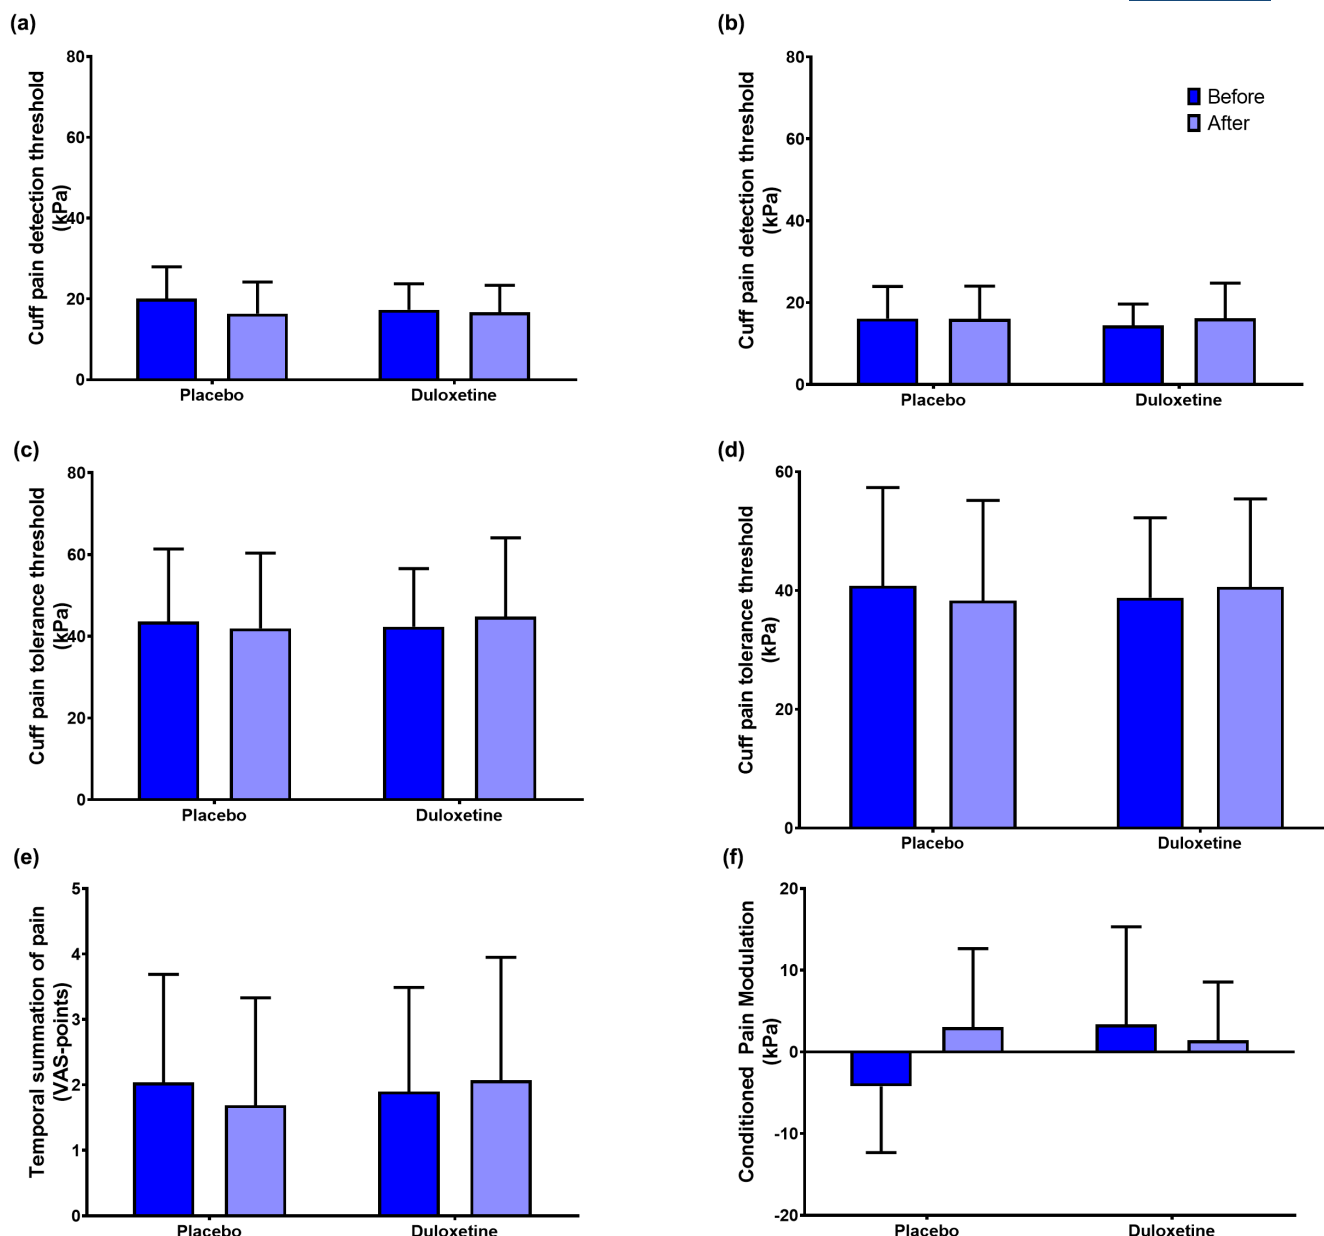 (a)
Cuff pain detection threshold
(kPa)
80
60
40
20
0
Placebo
Duloxetine
(b)
Cuff pain detection threshold
(kPa)
80
60
40
20
0
Before
After
Placebo
Duloxetine
(c)
Cuff pain tolerance threshold
(kPa)
80
60
40
20
0
Placebo
Duloxetine
(d)
Cuff pain tolerance threshold
(kPa)
60
40
20
0
Placebo
Duloxetine
(e)
Temporal summation of pain
(VAS-points)
5
4
3
2
1
0
Placebo
Duloxetine
(f)
Conditioned Pain Modulation
(kPa)
20
10
0
-10
-20
Placebo
Duloxetine